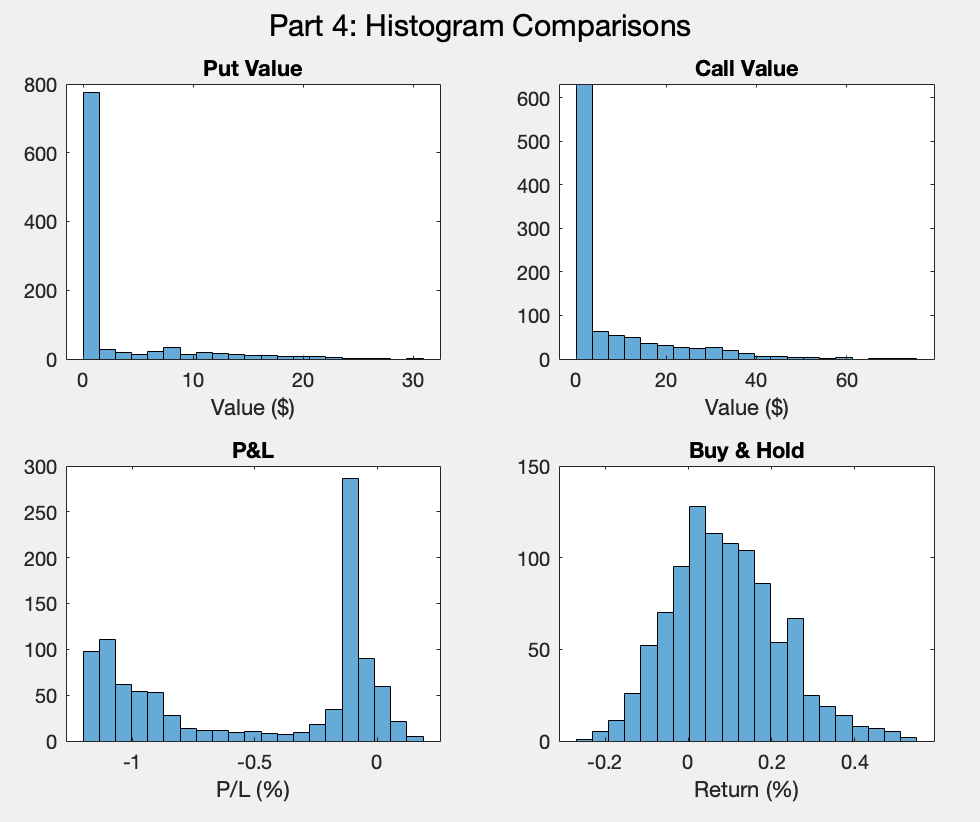 Part 4: Histogram Comparisons
Put Value
800
600
400
200
0
0 10 20 30
Value ($)
Call Value
600
500
400
300
200
100
0
0 20 40 60
Value ($)
P&L
300
250
200
150
100
50
0
-1 -0.5 0
P/L (%)
Buy & Hold
150
100
50
0
-0.2 0 0.2 0.4
Return (%)